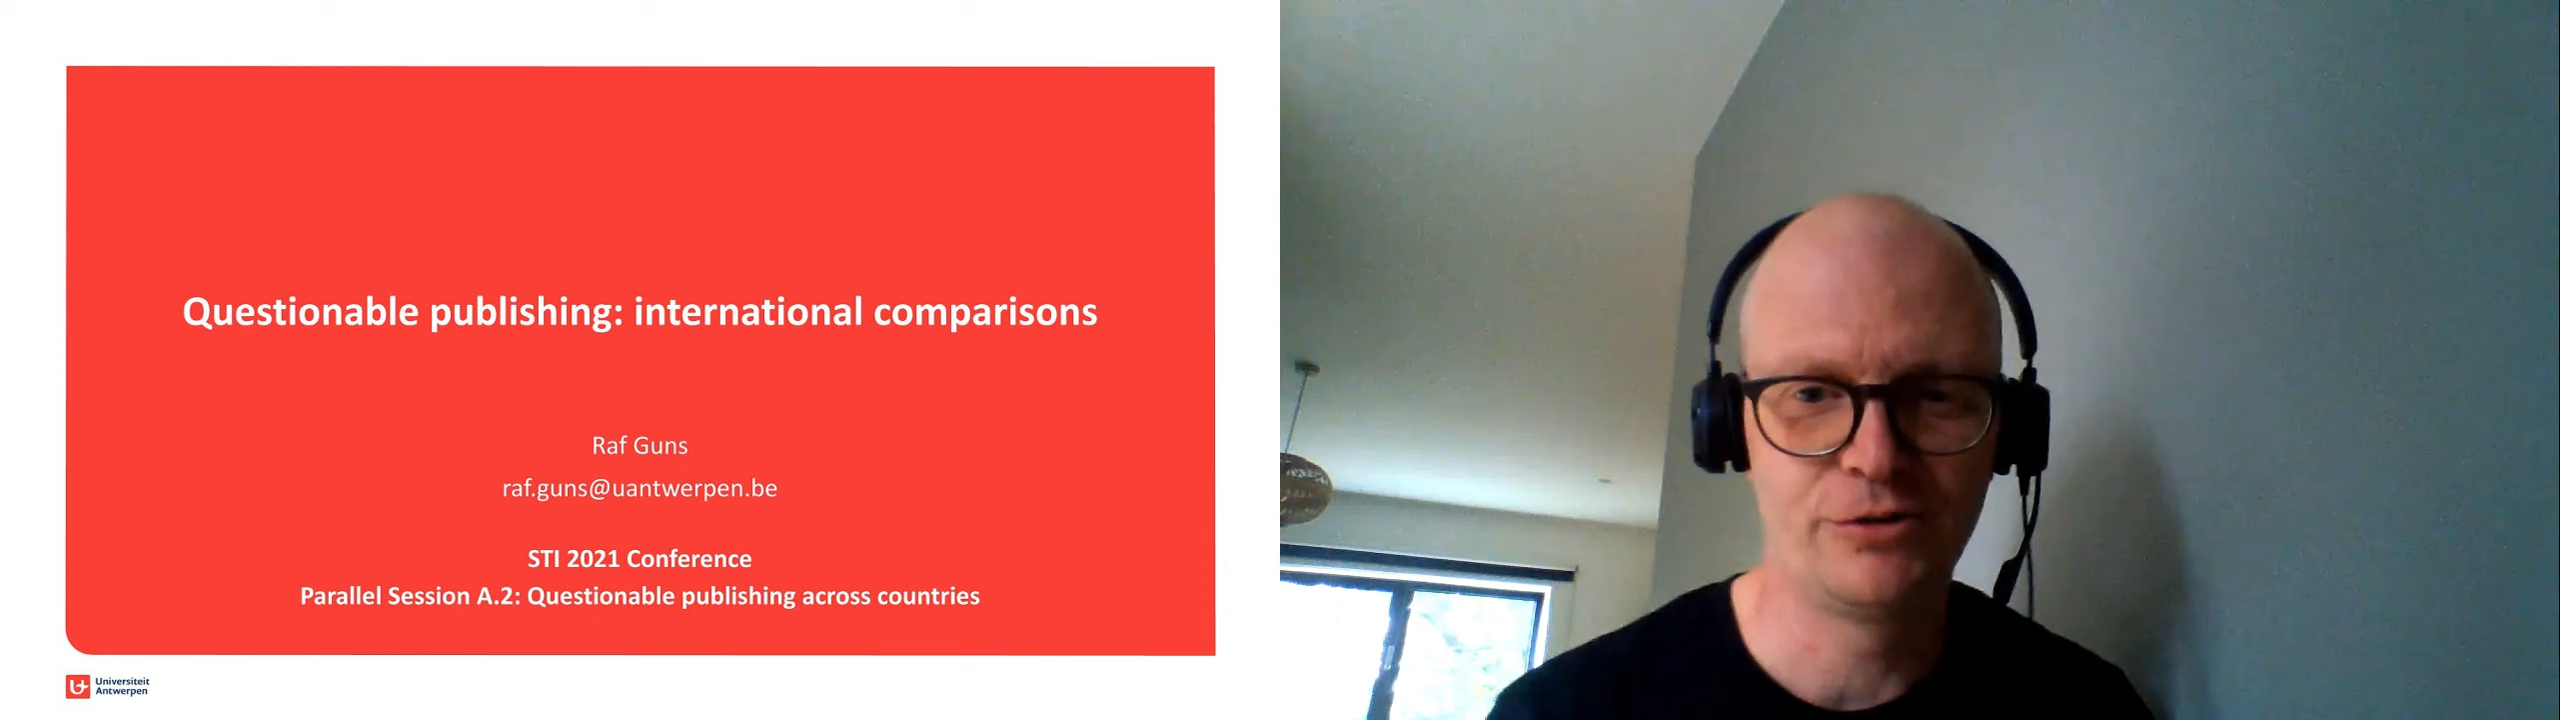 Questionable publishing: international comparisons
Raf Guns
raf.guns@uantwerpen.be
STI 2021 Conference
Parallel Session A.2: Questionable publishing across countries
Universiteit
Antwerpen